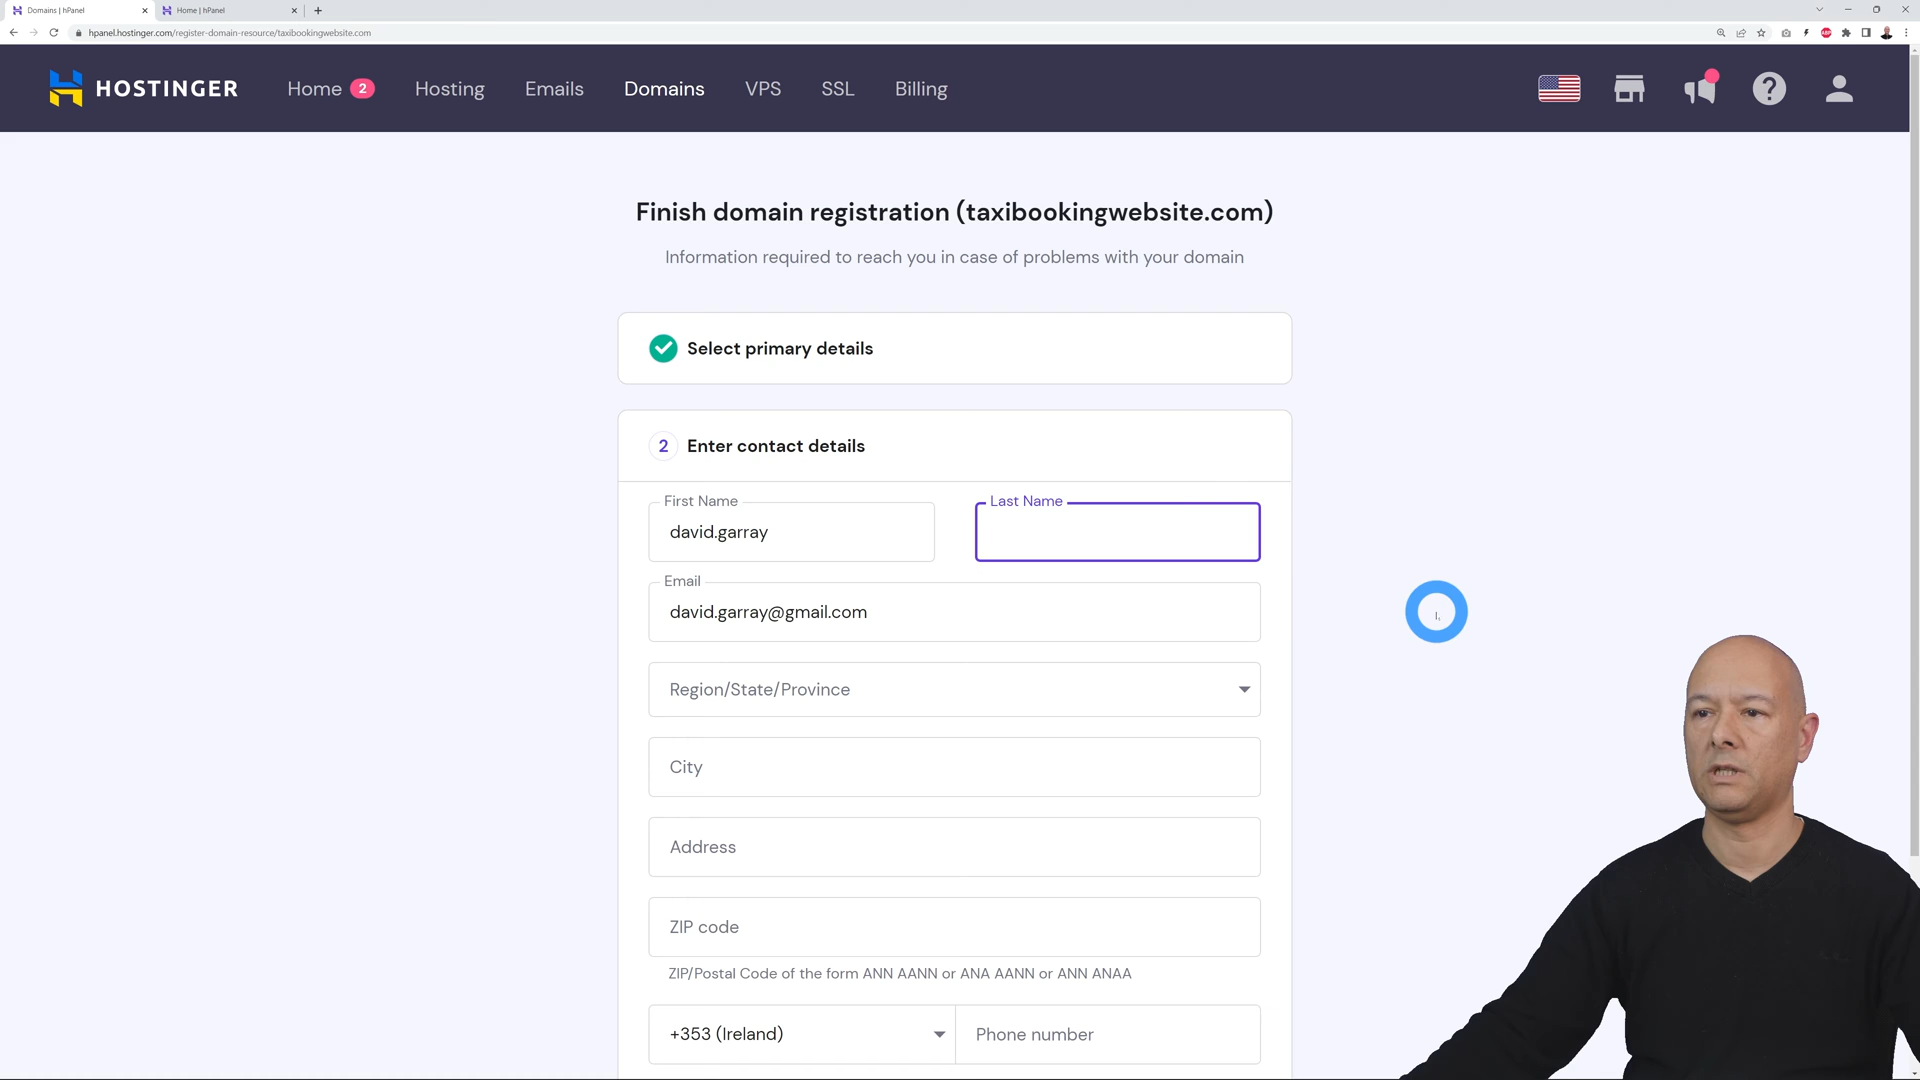 Domains | hPanel
Home | hPanel
hpanel.hostinger.com/register-domain-resource/taxibookingwebsite.com
ABP
HOSTINGER
Home 2
Hosting
Emails
Domains
VPS
SSL
Billing
Finish domain registration (taxibookingwebsite.com)
Information required to reach you in case of problems with your domain
Select primary details
2 Enter contact details
First Name
david.garray
Last Name
Email
david.garray@gmail.com
Region/State/Province
City
Address
ZIP code
ZIP/Postal Code of the form ANN AANN or ANA AANN or ANN ANAA
+353 (Ireland)
Phone number